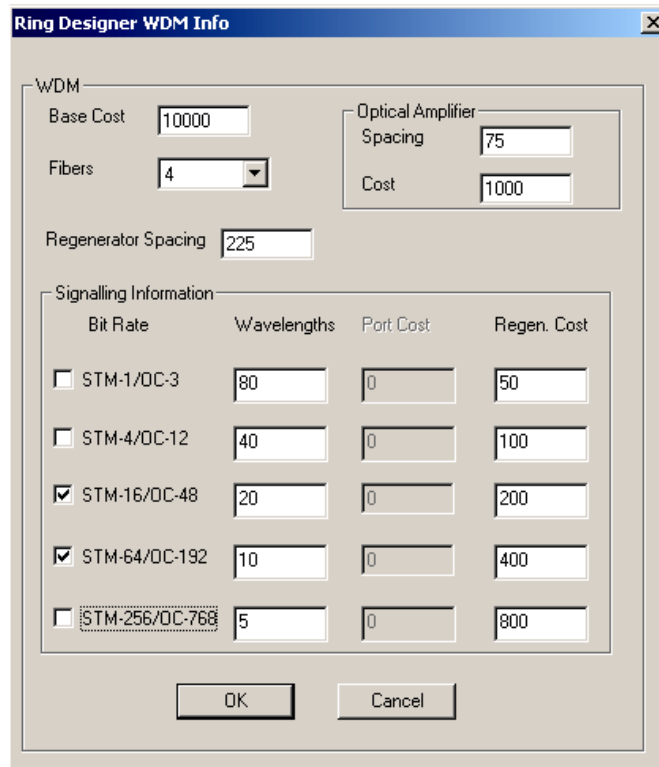 Ring Designer WDM Info
WDM
Base Cost 10000
Optical Amplifier
Spacing 75
Fibers 4
Cost 1000
Regenerator Spacing 225
Signalling Information
Bit Rate Wavelengths Port Cost Regen. Cost
STM-1/OC-3 80 0 50
STM-4/OC-12 40 0 100
STM-16/OC-48 20 0 200
STM-64/OC-192 10 0 400
STM-256/OC-768 5 0 800
OK Cancel